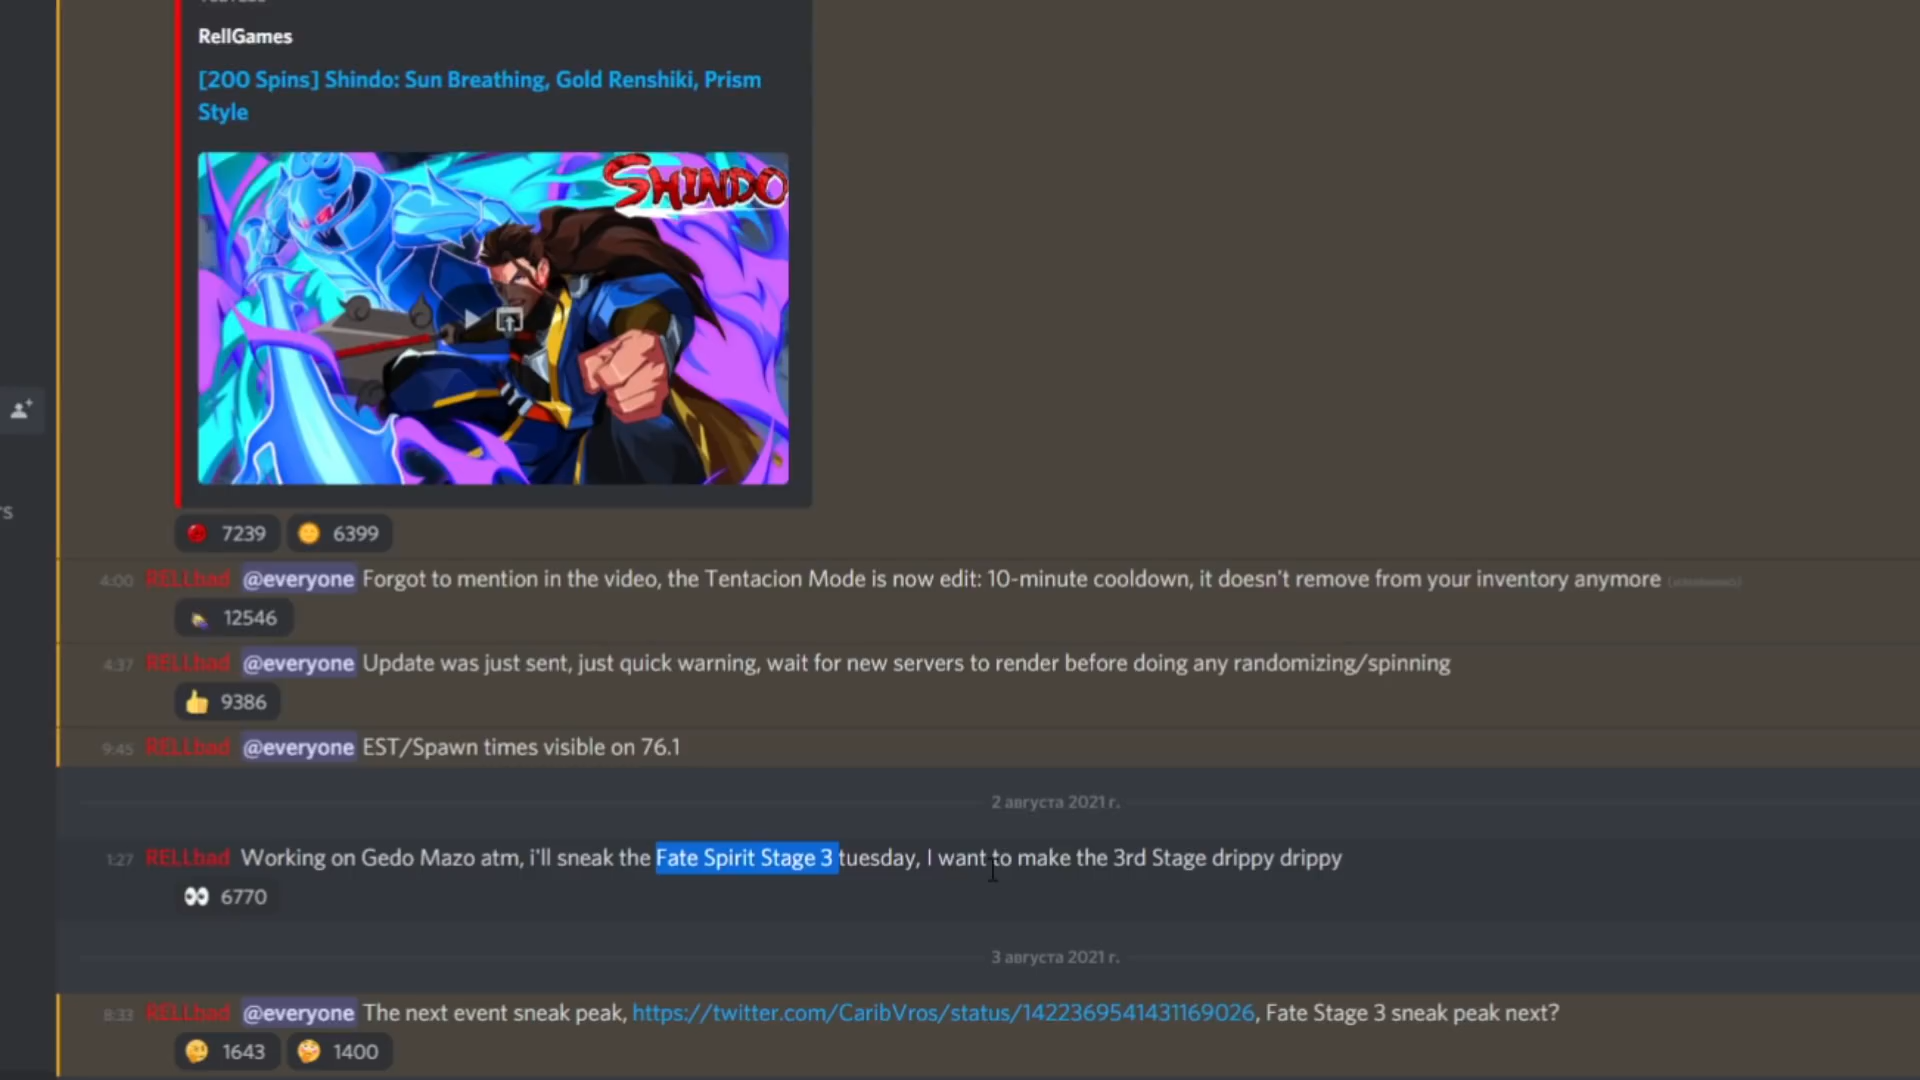 RellGames
[200 Spins] Shindo: Sun Breathing, Gold Renshiki, Prism
Style
SHINDO
7239 6399
4:00 RELLbad @everyone Forgot to mention in the video, the Tentacion Mode is now edit: 10-minute cooldown, it doesn't remove from your inventory anymore
12546
4:37 RELLbad @everyone Update was just sent, just quick warning, wait for new servers to render before doing any randomizing/spinning
9386
9:45 RELLbad @everyone EST/Spawn times visible on 76.1
2 августа 2021 г.
1:27 RELLbad Working on Gedo Mazo atm, i'll sneak the Fate Spirit Stage 3 tuesday, I want to make the 3rd Stage drippy drippy
6770
3 августа 2021 г.
8:33 RELLbad @everyone The next event sneak peak, https://twitter.com/CaribVros/status/1422369541431169026, Fate Stage 3 sneak peak next?
1643 1400